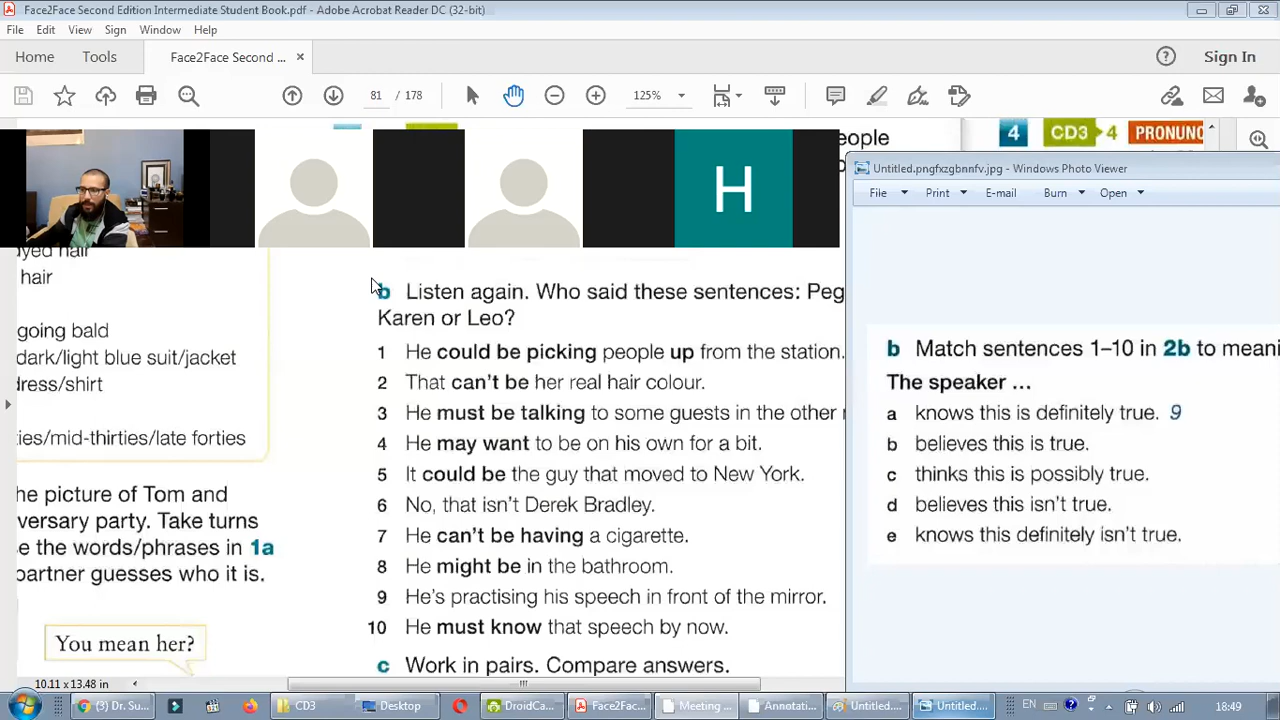 Face2Face Second Edition Intermediate Student Book.pdf - Adobe Acrobat Reader DC (32-bit)
File Edit View Sign Window Help
Home Tools Face2Face Second ... ×
Sign In
81 / 178 125%
eople
4 CD3 4 PRONUNC
H
Untitled.pngfxzgbnnfv.jpg - Windows Photo Viewer
File Print E-mail Burn Open
dyed hair
hair
going bald
dark/light blue suit/jacket
dress/shirt
ties/mid-thirties/late forties
he picture of Tom and
versary party. Take turns
e the words/phrases in 1a
partner guesses who it is.
You mean her?
b Listen again. Who said these sentences: Peg
Karen or Leo?
1 He could be picking people up from the station.
2 That can't be her real hair colour.
3 He must be talking to some guests in the other
4 He may want to be on his own for a bit.
5 It could be the guy that moved to New York.
6 No, that isn't Derek Bradley.
7 He can't be having a cigarette.
8 He might be in the bathroom.
9 He's practising his speech in front of the mirror.
10 He must know that speech by now.
c Work in pairs. Compare answers.
b Match sentences 1–10 in 2b to meani
The speaker ...
a knows this is definitely true. 9
b believes this is true.
c thinks this is possibly true.
d believes this isn't true.
e knows this definitely isn't true.
10.11 x 13.48 in
(3) Dr. Su... CD3 Desktop DroidCa... Face2Fac... Meeting ... Annotati... Untitled.... Untitled.... EN 18:49